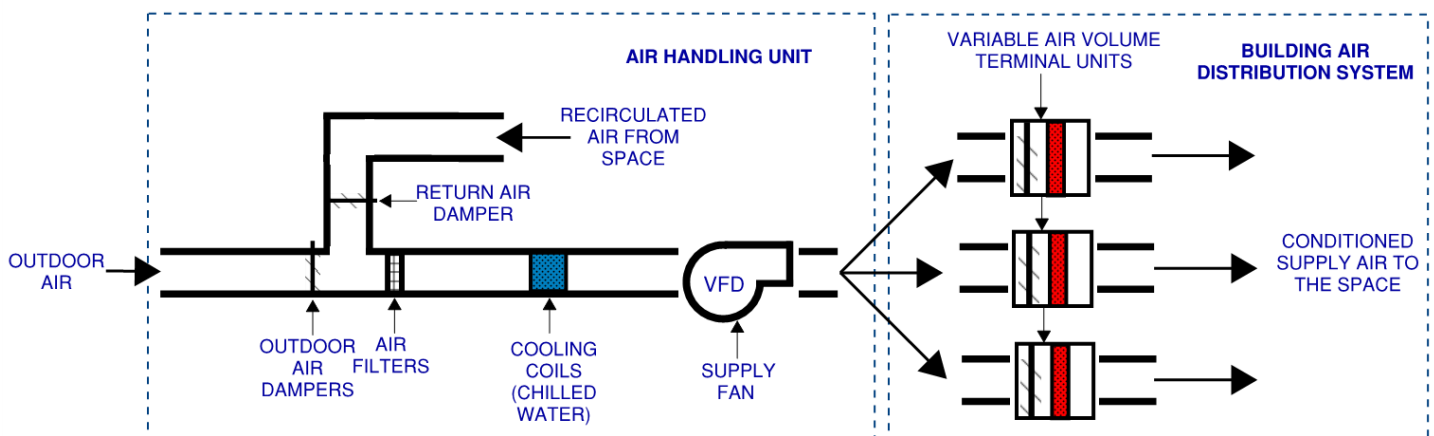 AIR HANDLING UNIT
VARIABLE AIR VOLUME
TERMINAL UNITS
BUILDING AIR
DISTRIBUTION SYSTEM
RECIRCULATED
AIR FROM
SPACE
RETURN AIR
DAMPER
OUTDOOR
AIR
VFD
CONDITIONED
SUPPLY AIR TO
THE SPACE
OUTDOOR
AIR
DAMPERS
AIR
FILTERS
COOLING
COILS
(CHILLED
WATER)
SUPPLY
FAN